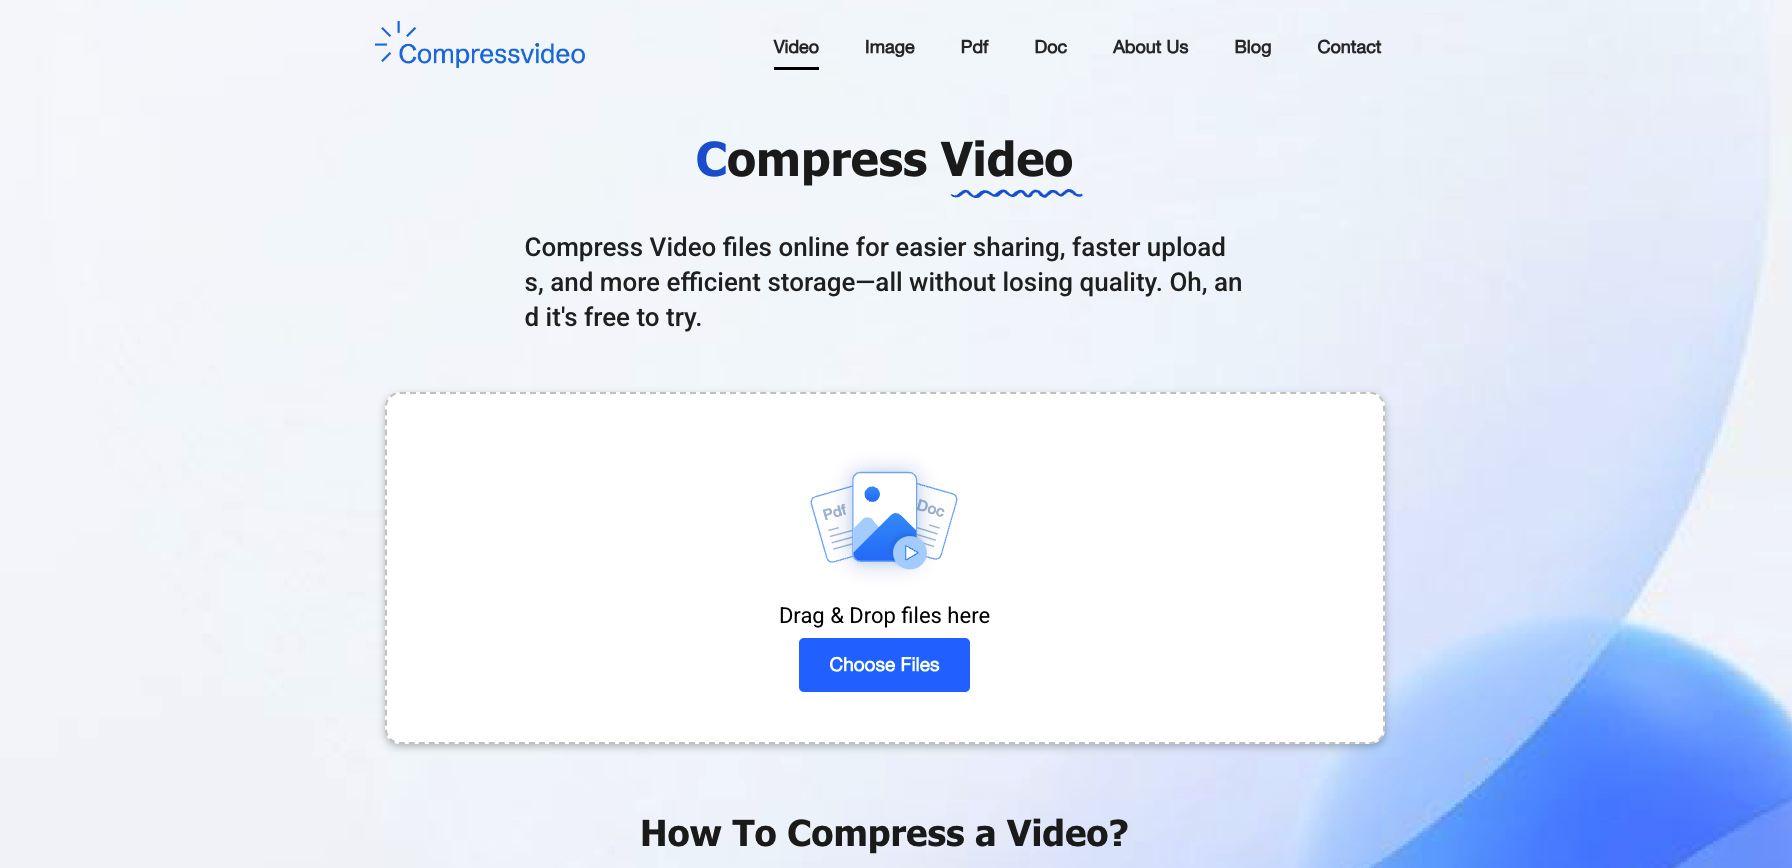 Compressvideo
Video Image Pdf Doc About Us Blog Contact
Compress Video
Compress Video files online for easier sharing, faster upload
s, and more efficient storage—all without losing quality. Oh, an
d it's free to try.
Pdf Doc
Drag & Drop files here
Choose Files
How To Compress a Video?